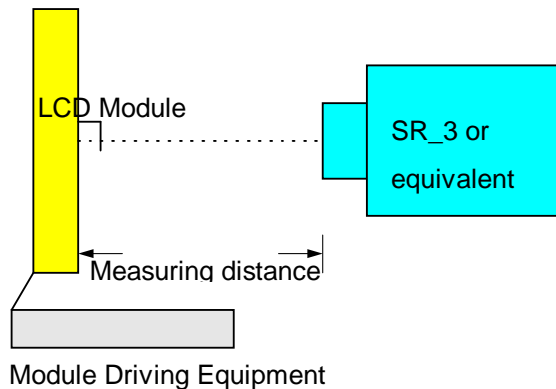 LCD Module
SR_3 or
equivalent
Measuring distance
Module Driving Equipment